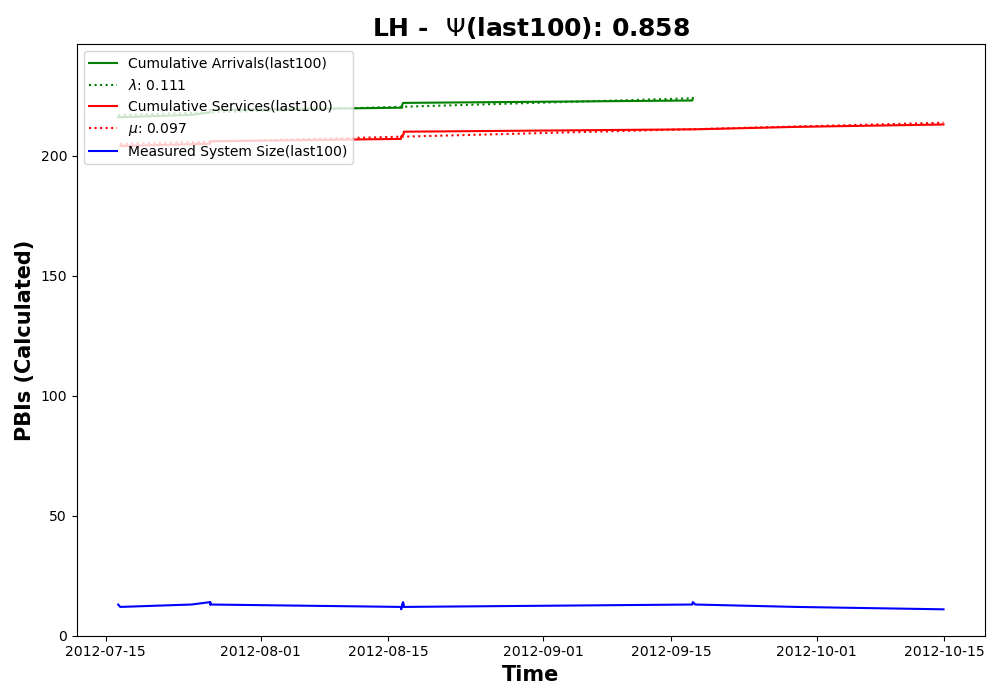 LH - Ψ(last100): 0.858
Cumulative Arrivals(last100)
λ: 0.111
Cumulative Services(last100)
μ: 0.097
Measured System Size(last100)
PBIs (Calculated)
200
150
100
50
0
2012-07-15 2012-08-01 2012-08-15 2012-09-01 2012-09-15 2012-10-01 2012-10-15
Time